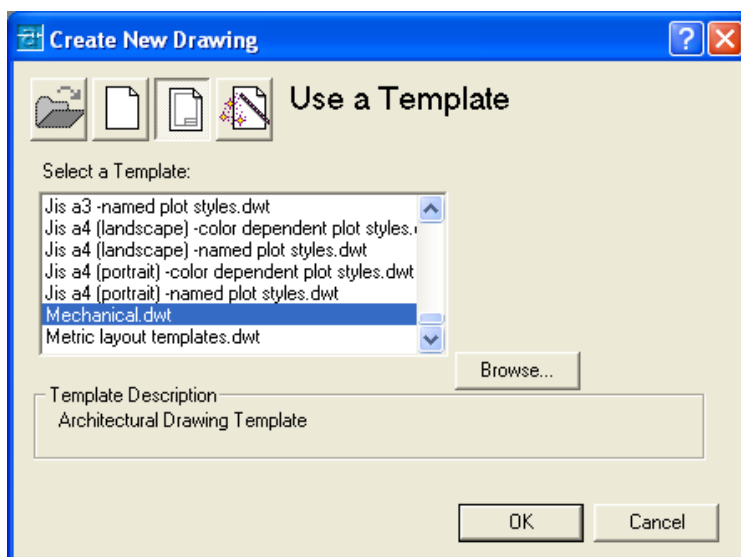 Create New Drawing
Use a Template
Select a Template:
Jis a3 -named plot styles.dwt
Jis a4 (landscape) -color dependent plot styles.
Jis a4 (landscape) -named plot styles.dwt
Jis a4 (portrait) -color dependent plot styles.dwt
Jis a4 (portrait) -named plot styles.dwt
Mechanical.dwt
Metric layout templates.dwt
Browse...
Template Description
Architectural Drawing Template
OK
Cancel